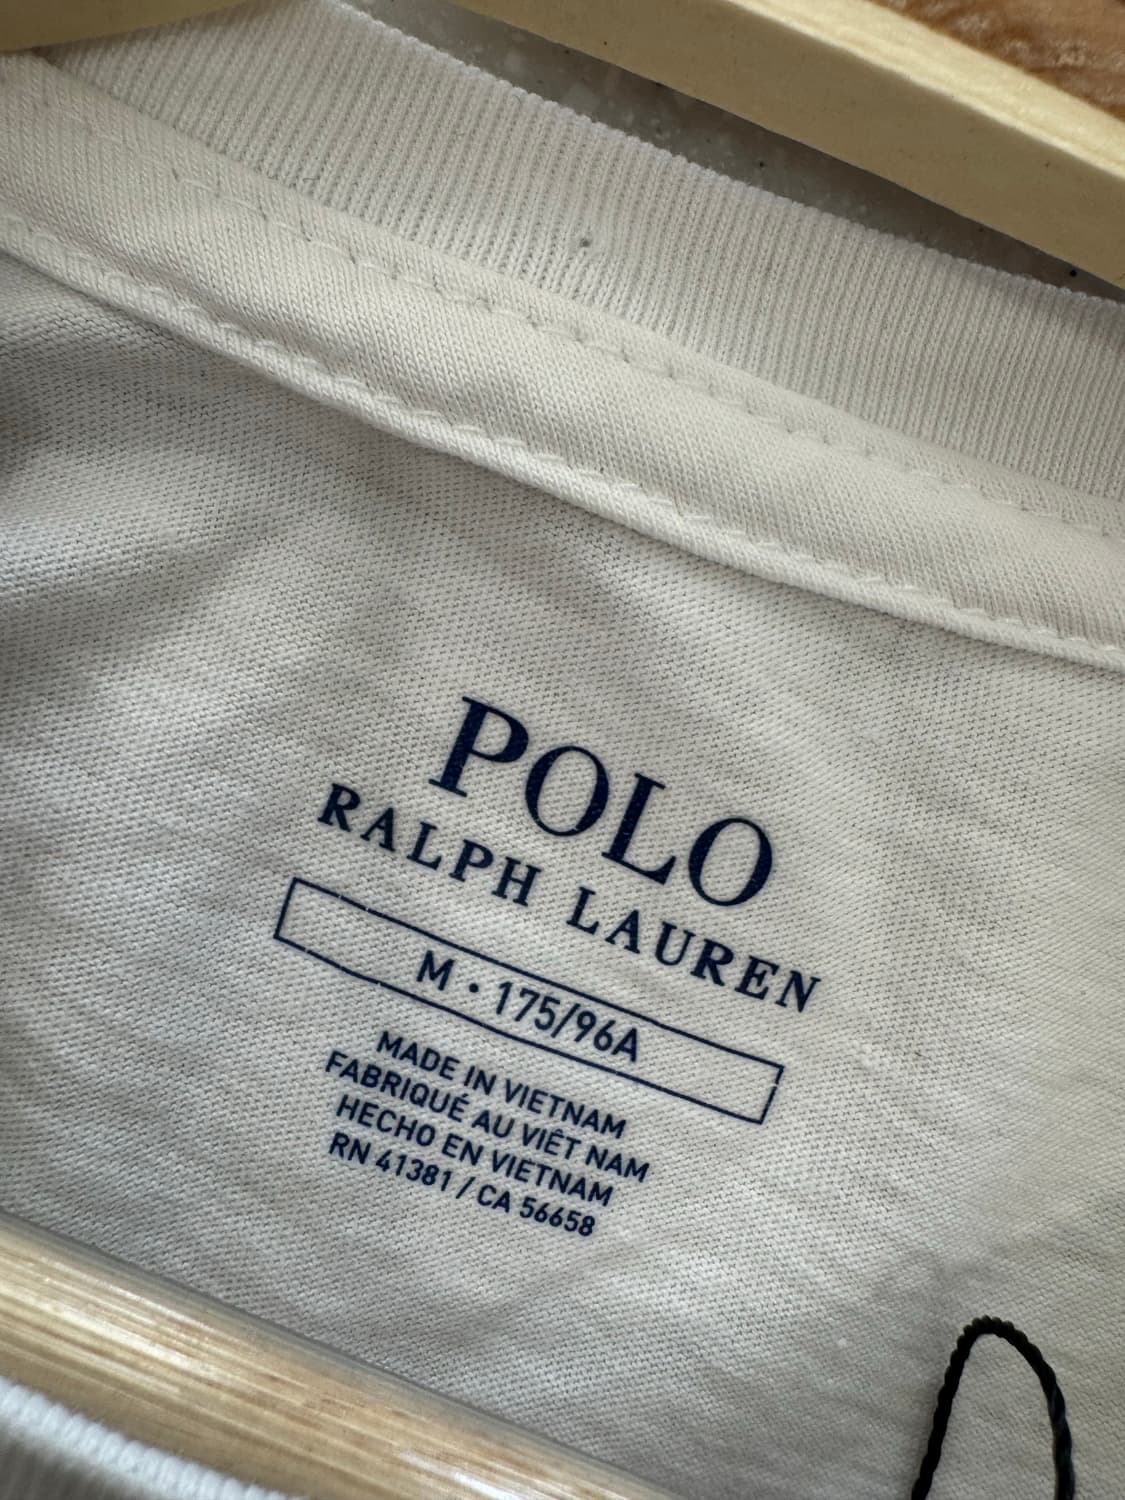 POLO
RALPH LAUREN
M • 175/96A
MADE IN VIETNAM
FABRIQUÉ AU VIÊT NAM
HECHO EN VIETNAM
RN 41381 / CA 56658